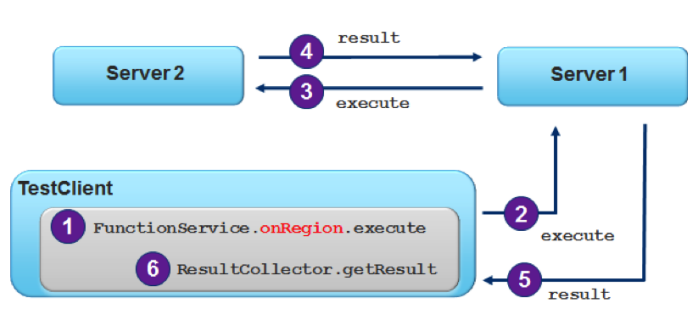 4 result
Server 2
Server 1
3 execute
TestClient
1 FunctionService.onRegion.execute
2 execute
6 ResultCollector.getResult
5 result